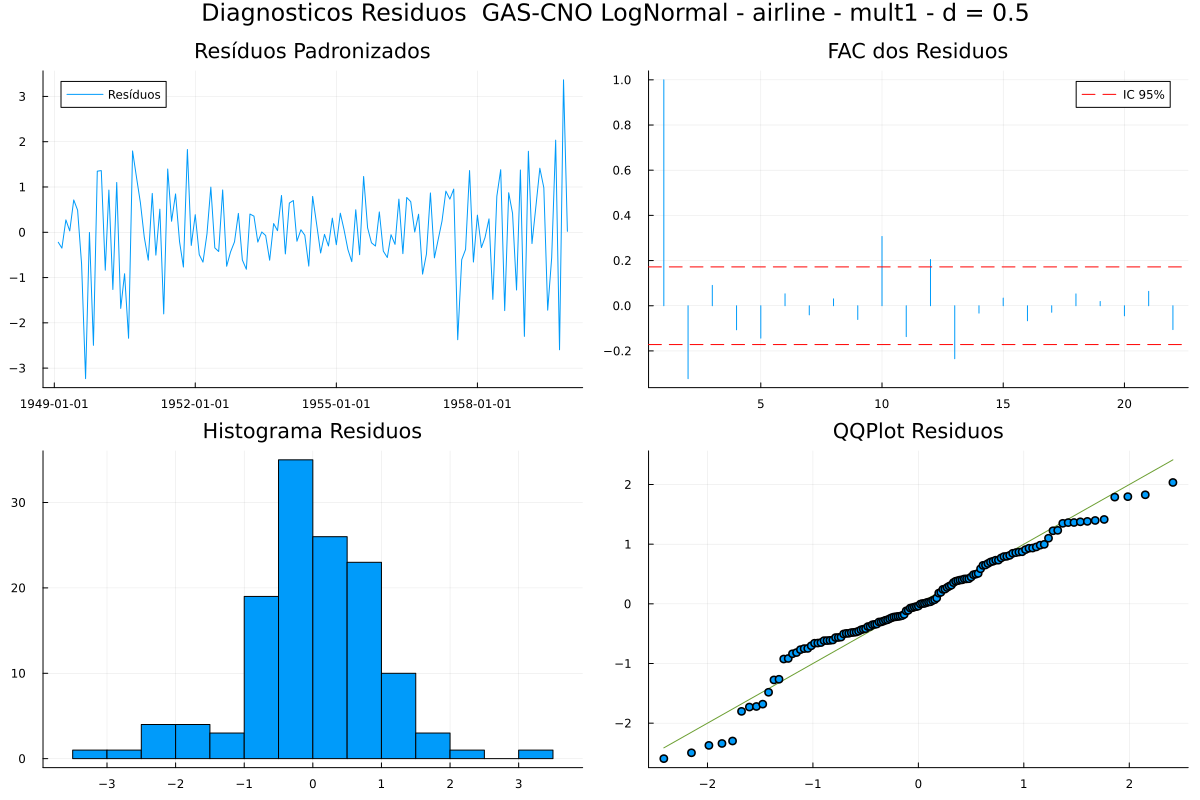 Diagnosticos Residuos  GAS-CNO LogNormal - airline - mult1 - d = 0.5
Resíduos Padronizados
Resíduos
3
2
1
0
−1
−2
−3
1949-01-01 1952-01-01 1955-01-01 1958-01-01
FAC dos Residuos
IC 95%
1.0
0.8
0.6
0.4
0.2
0.0
−0.2
5 10 15 20
Histograma Residuos
30
20
10
0
−3 −2 −1 0 1 2 3
QQPlot Residuos
2
1
0
−1
−2
−2 −1 0 1 2